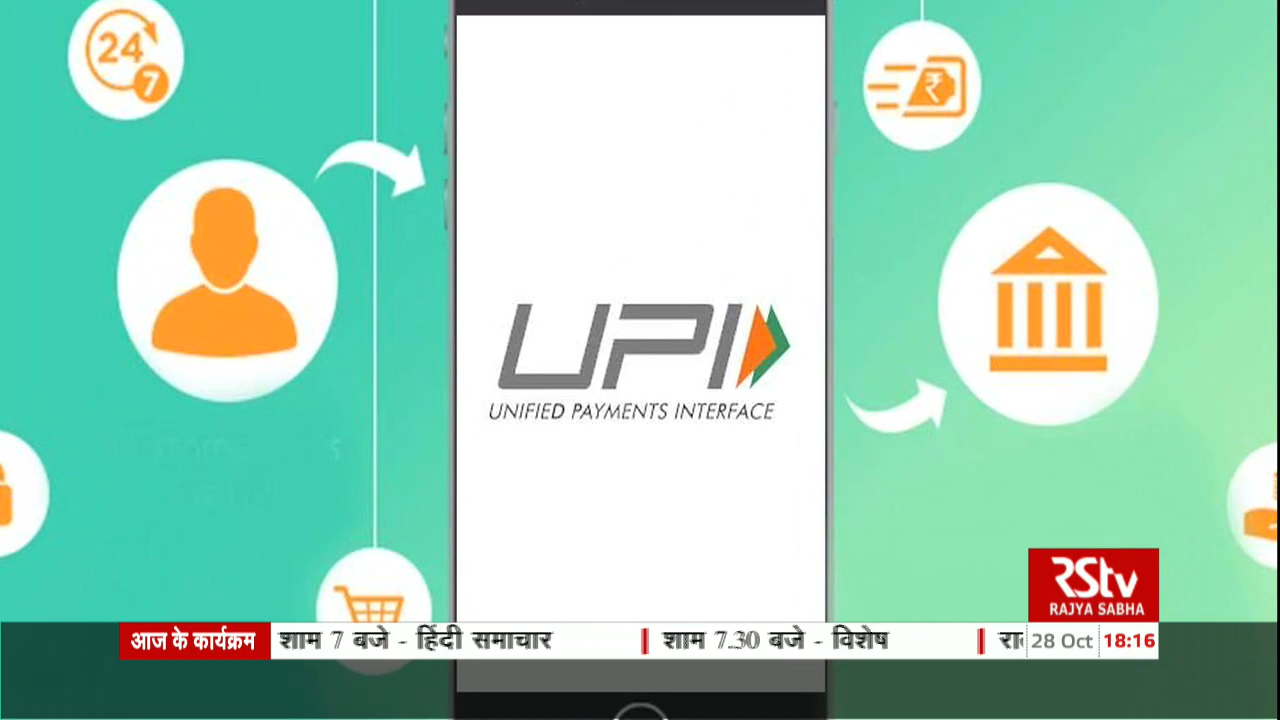 24
7
UPI
UNIFIED PAYMENTS INTERFACE
RStv
RAJYA SABHA
आज के कार्यक्रम
शाम 7 बजे - हिंदी समाचार
शाम 7.30 बजे - विशेष
28 Oct
18:16